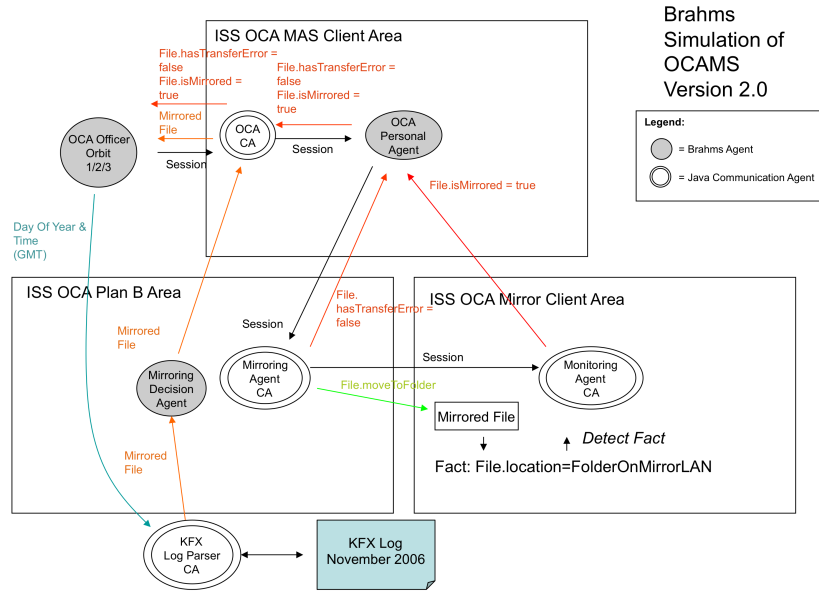 Brahms
Simulation of
OCAMS
Version 2.0
Legend:
= Brahms Agent
= Java Communication Agent
ISS OCA MAS Client Area
File.hasTransferError =
false
File.isMirrored =
true
Mirrored
File
File.hasTransferError =
false
File.isMirrored =
true
OCA Officer
Orbit
1/2/3
Session
OCA
CA
Session
OCA
Personal
Agent
File.isMirrored = true
Day Of Year &
Time
(GMT)
ISS OCA Plan B Area
File.
hasTransferError =
false
ISS OCA Mirror Client Area
Session
Mirrored
File
Mirroring
Decision
Agent
Mirroring
Agent
CA
Session
Monitoring
Agent
CA
File.moveToFolder
Mirrored File
Detect Fact
Fact: File.location=FolderOnMirrorLAN
Mirrored
File
KFX
Log Parser
CA
KFX Log
November 2006